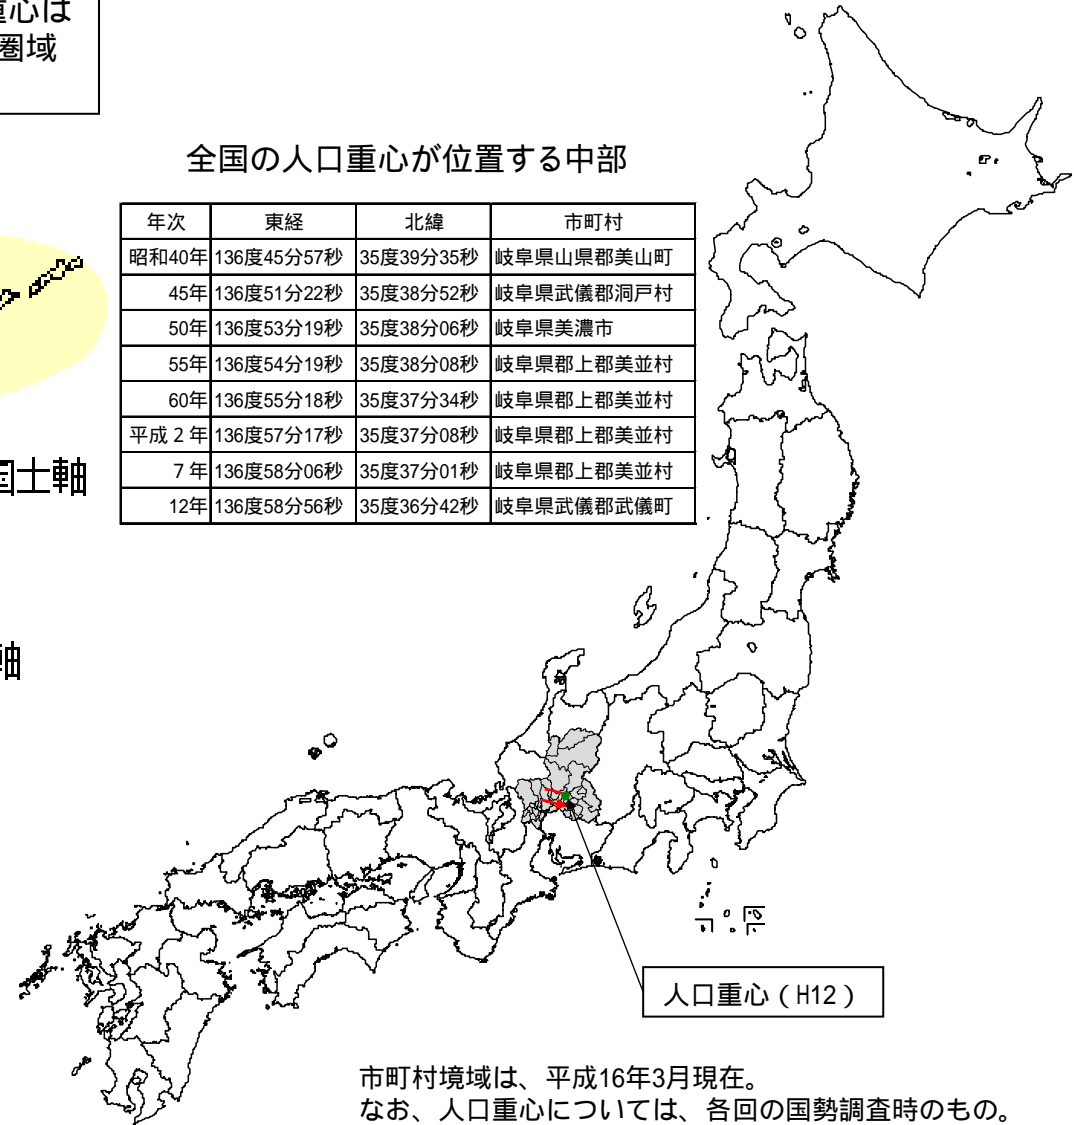 重心は
圏域
全国の人口重心が位置する中部
年次 東経 北緯 市町村
昭和40年 136度45分57秒 35度39分35秒 岐阜県山県郡美山町
45年 136度51分22秒 35度38分52秒 岐阜県武儀郡洞戸村
50年 136度53分19秒 35度38分06秒 岐阜県美濃市
55年 136度54分19秒 35度38分08秒 岐阜県郡上郡美並村
60年 136度55分18秒 35度37分34秒 岐阜県郡上郡美並村
平成２年 136度57分17秒 35度37分08秒 岐阜県郡上郡美並村
７年 136度58分06秒 35度37分01秒 岐阜県郡上郡美並村
12年 136度58分56秒 35度36分42秒 岐阜県武儀郡武儀町
国土軸
軸
人口重心（H12）
市町村境域は、平成16年3月現在。
なお、人口重心については、各回の国勢調査時のもの。